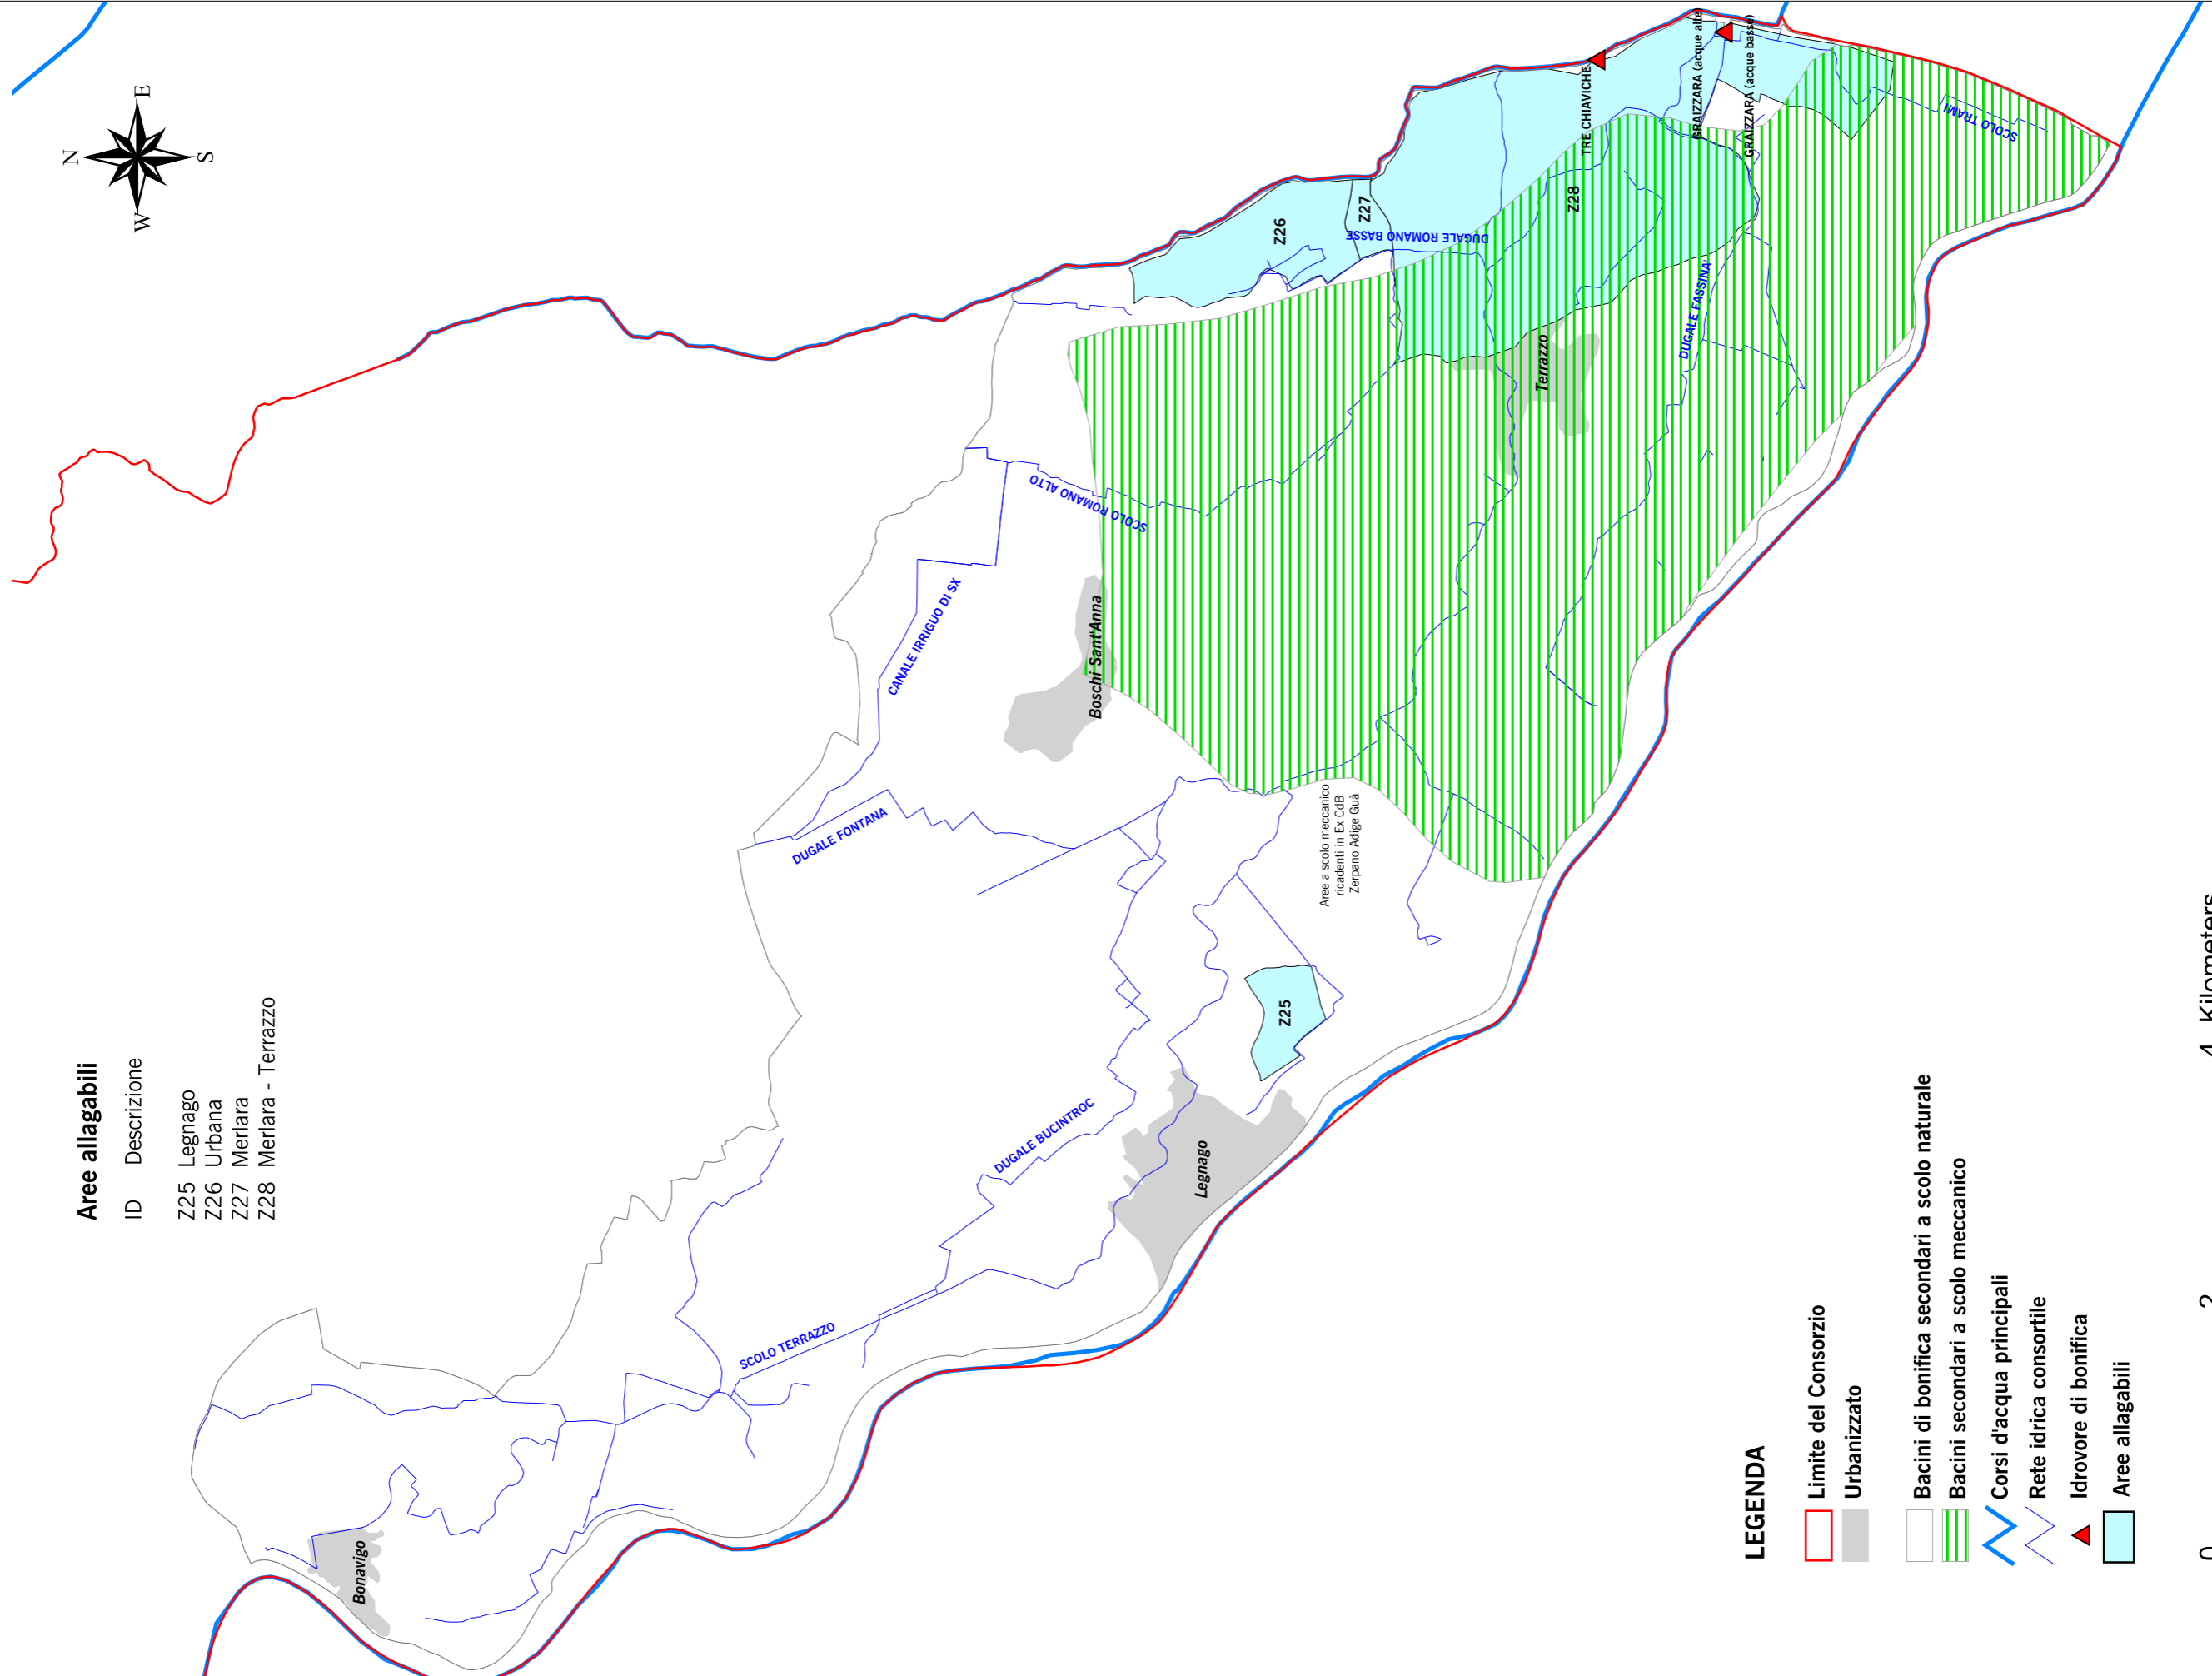 N
E
S
W
Aree allagabili
ID Descrizione
Z25 Legnago
Z26 Urbana
Z27 Merlara
Z28 Merlara - Terrazzo
Bonavigo
SCOLO TERRAZZO
DUGALE BUCINTROC
Legnago
Z25
DUGALE FONTANA
CANALE IRRIGUO DI SX
Boschi Sant'Anna
SCOLO ROMANO ALTO
Aree a scolo meccanico
ricadenti in Ex CdB
Zerpano Adige Guà
Z26
Z27
DUGALE ROMANO BASSE
Z28
Terrazzo
DUGALE FASSINA'
TRE CHIAVICHE
GRAIZZARA (acque alte)
GRAIZZARA (acque basse)
SCOLO TRAMI
LEGENDA
Limite del Consorzio
Urbanizzato
Bacini di bonifica secondari a scolo naturale
Bacini secondari a scolo meccanico
Corsi d'acqua principali
Rete idrica consortile
Idrovore di bonifica
Aree allagabili
0 2 4 Kilometers